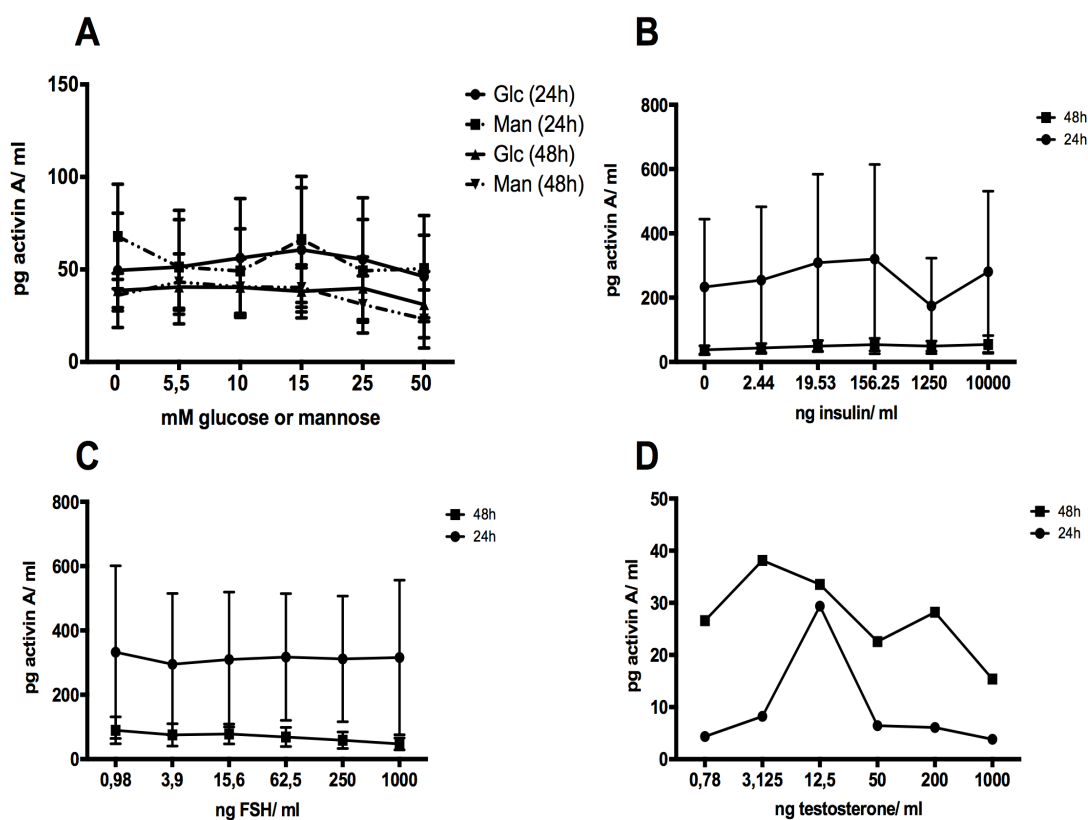 A
150
100
50
0
pg activin A/ ml
0 5,5 10 15 25 50
mM glucose or mannose
Glc (24h)
Man (24h)
Glc (48h)
Man (48h)
B
800
600
400
200
0
pg activin A/ ml
0 2.44 19.53 156.25 1250 10000
ng insulin/ ml
48h
24h
C
800
600
400
200
0
pg activin A/ ml
0,98 3,9 15,6 62,5 250 1000
ng FSH/ ml
48h
24h
D
50
40
30
20
10
0
pg activin A/ ml
0,78 3,125 12,5 50 200 1000
ng testosterone/ ml
48h
24h